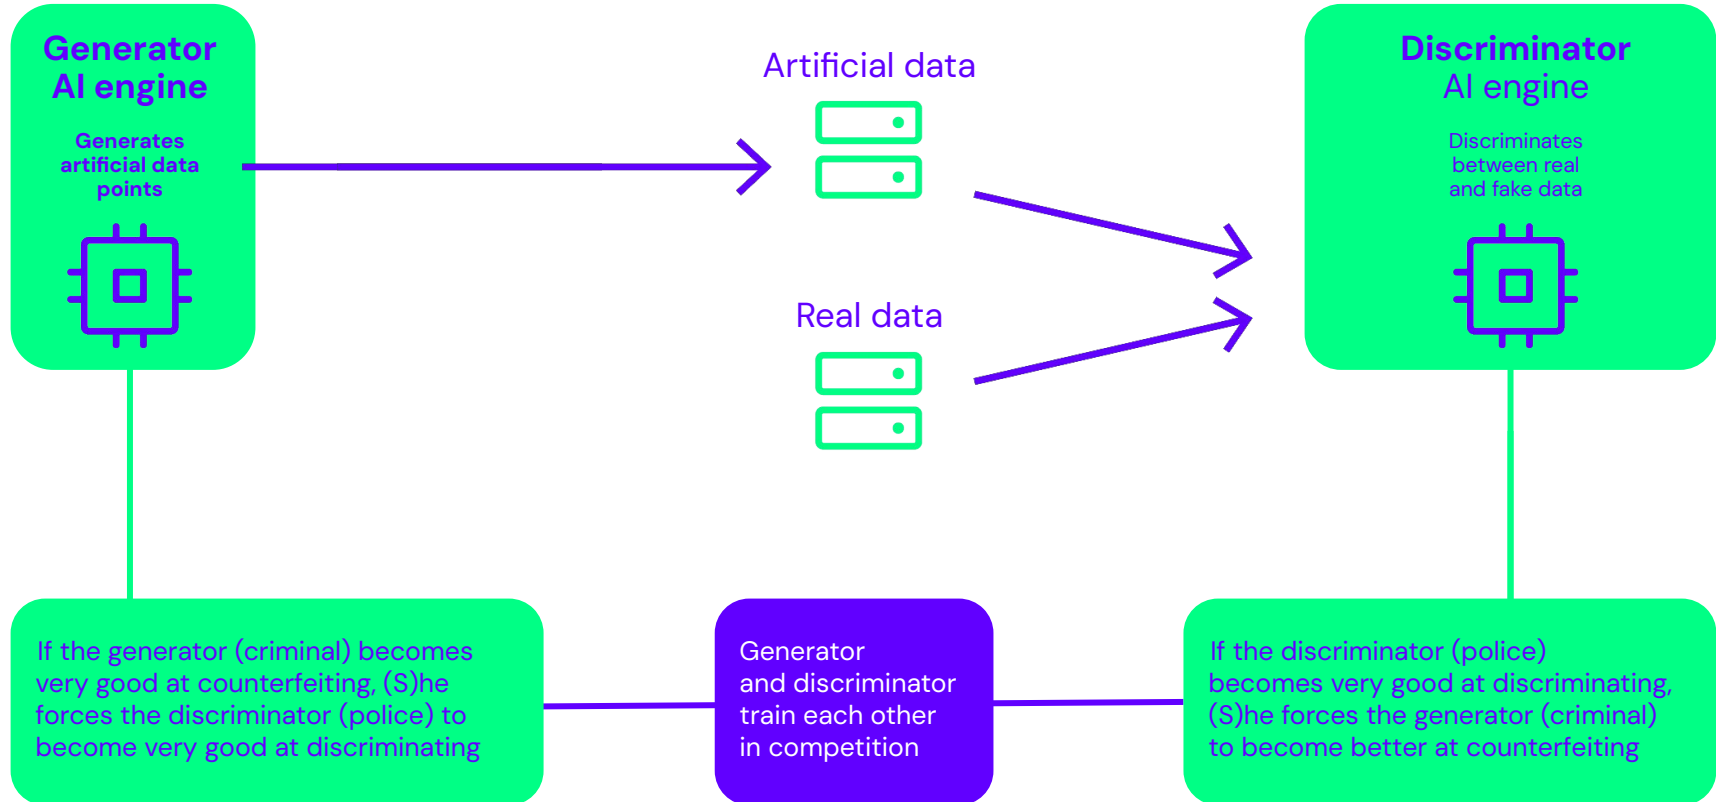 Generator
AI engine
Generates
artificial data
points
Artificial data
Real data
Discriminator
AI engine
Discriminates
between real
and fake data
If the generator (criminal) becomes
very good at counterfeiting, (S)he
forces the discriminator (police) to
become very good at discriminating
Generator
and discriminator
train each other
in competition
If the discriminator (police)
becomes very good at discriminating,
(S)he forces the generator (criminal)
to become better at counterfeiting